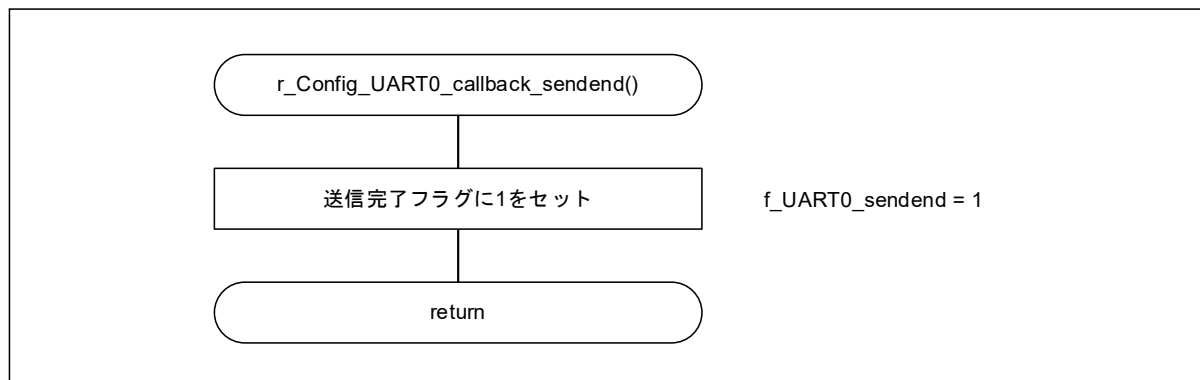 r_Config_UART0_callback_sendend()
送信完了フラグに1をセット
f_UART0_sendend = 1
return